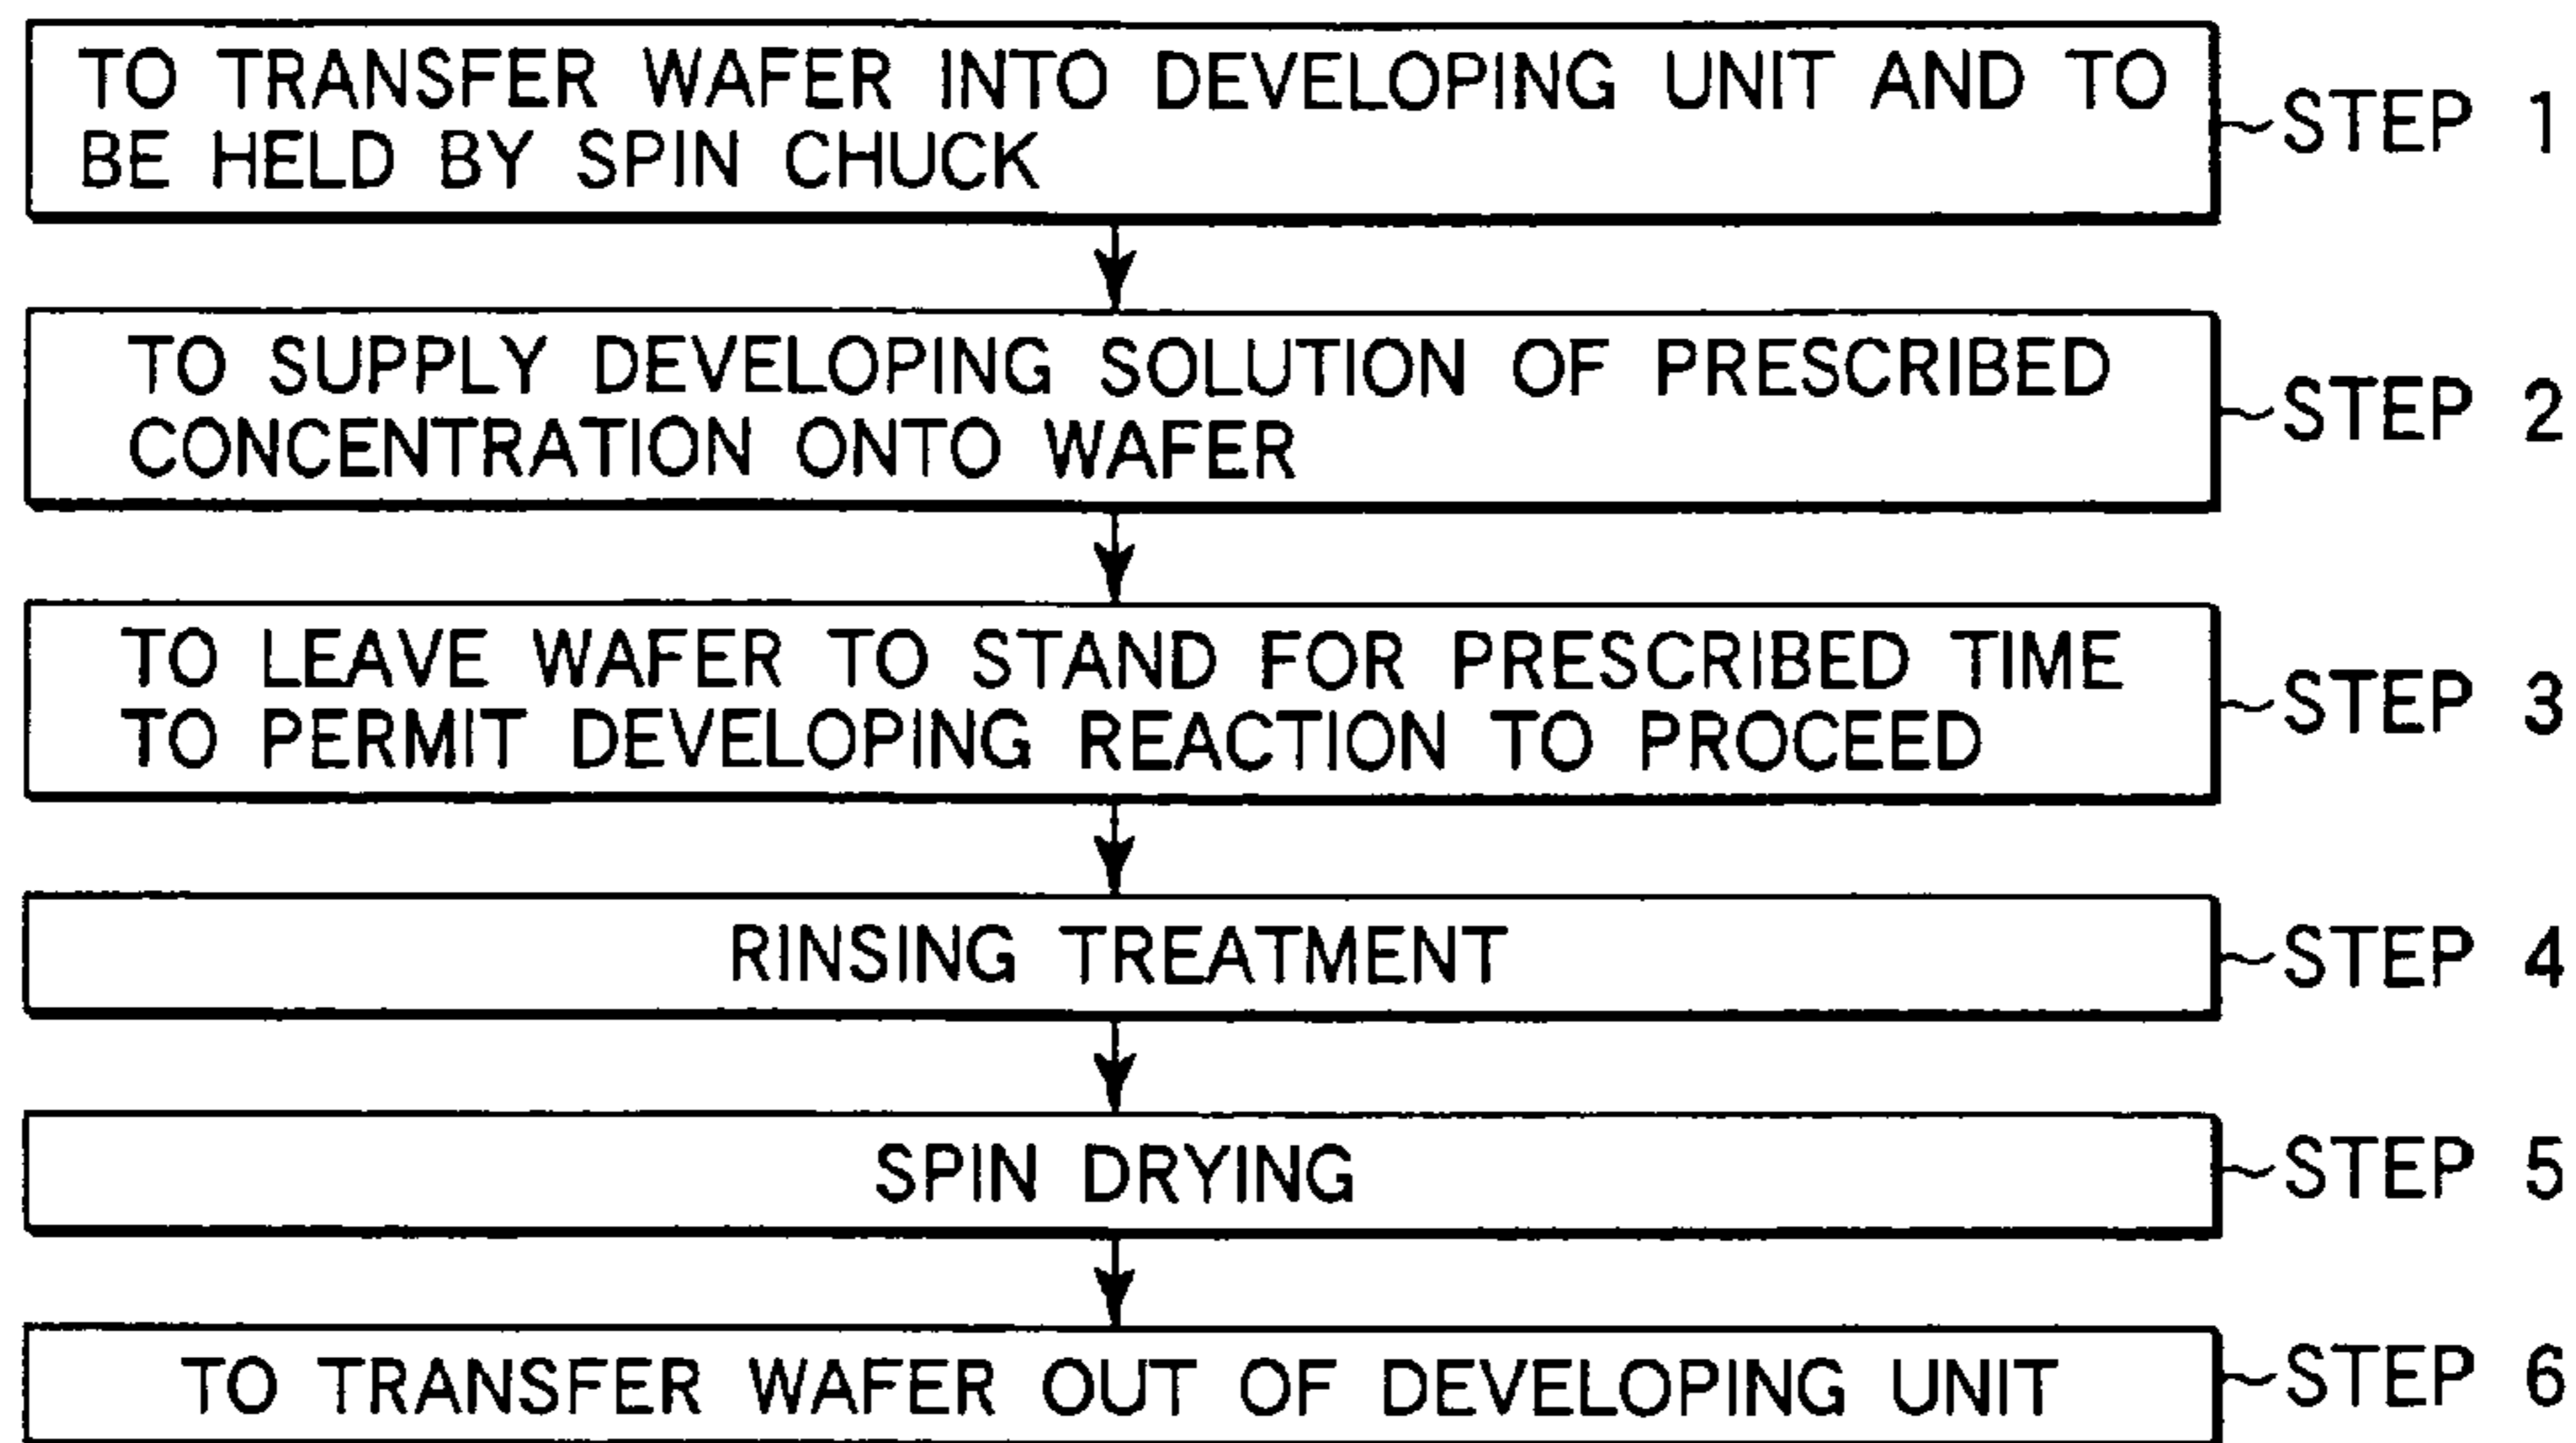 TO TRANSFER WAFER INTO DEVELOPING UNIT AND TO
BE HELD BY SPIN CHUCK
STEP 1
TO SUPPLY DEVELOPING SOLUTION OF PRESCRIBED
CONCENTRATION ONTO WAFER
STEP 2
TO LEAVE WAFER TO STAND FOR PRESCRIBED TIME
TO PERMIT DEVELOPING REACTION TO PROCEED
STEP 3
RINSING TREATMENT
STEP 4
SPIN DRYING
STEP 5
TO TRANSFER WAFER OUT OF DEVELOPING UNIT
STEP 6